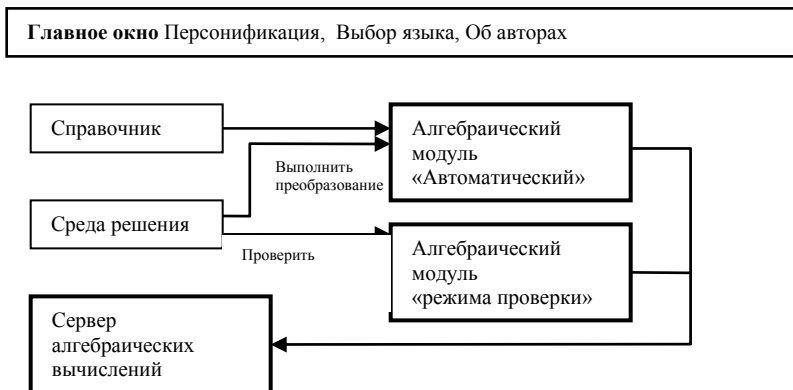 Главное окно Персонификация, Выбор языка, Об авторах
Справочник
Алгебраический
модуль
«Автоматический»
Выполнить
преобразование
Среда решения
Проверить
Алгебраический
модуль
«режима проверки»
Сервер
алгебраических
вычислений